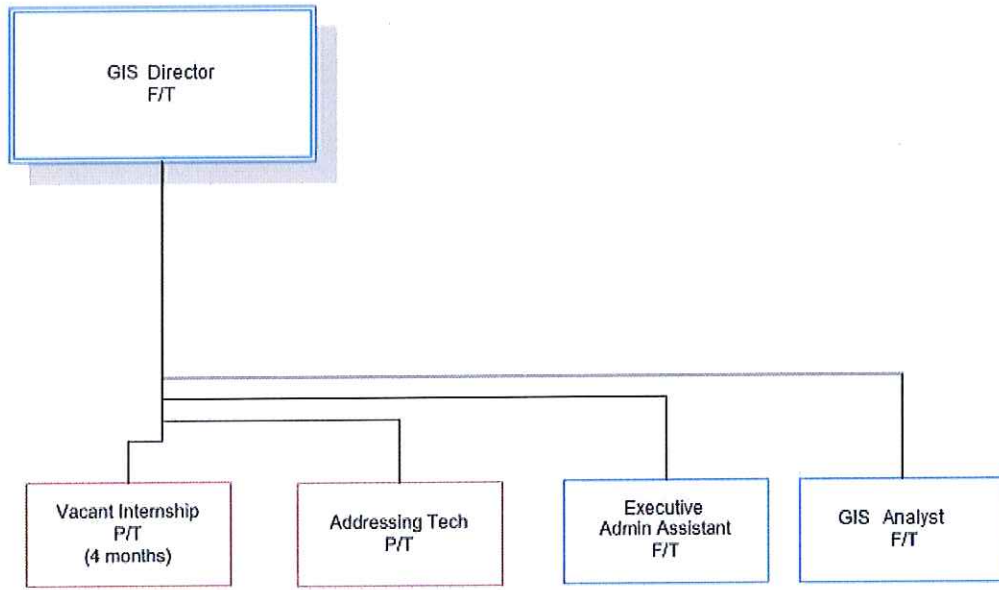 GIS Director
F/T
Vacant Internship
P/T
(4 months)
Addressing Tech
P/T
Executive
Admin Assistant
F/T
GIS Analyst
F/T